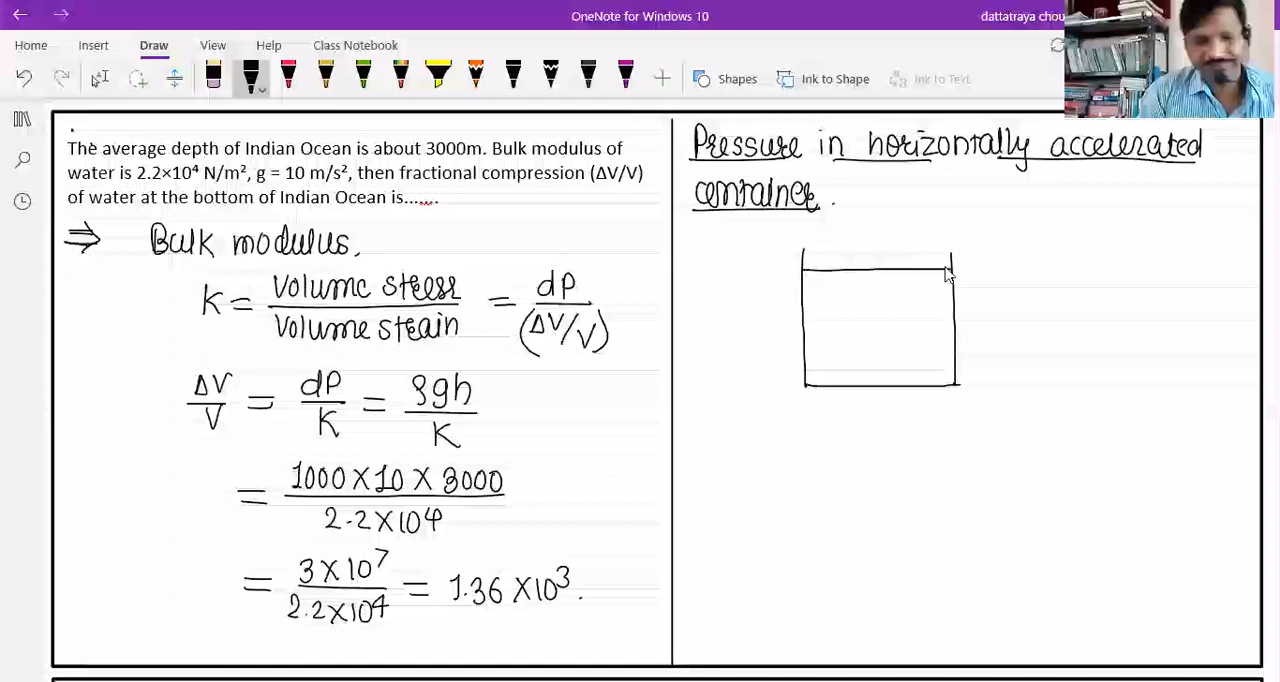 OneNote for Windows 10
dattatraya chou
Home Insert Draw View Help Class Notebook
Shapes Ink to Shape Ink to Text
The average depth of Indian Ocean is about 3000m. Bulk modulus of
water is 2.2×10⁴ N/m², g = 10 m/s², then fractional compression (ΔV/V)
of water at the bottom of Indian Ocean is.......
⇒ Bulk modulus.
K = Volume stress / Volume strain = dP / (ΔV/V)
ΔV/V = dP/K = ρgh/K
= 1000 × 10 × 3000 / 2.2 × 10⁴
= 3 × 10⁷ / 2.2 × 10⁴ = 1.36 × 10³.
Pressure in horizontally accelerated
container.